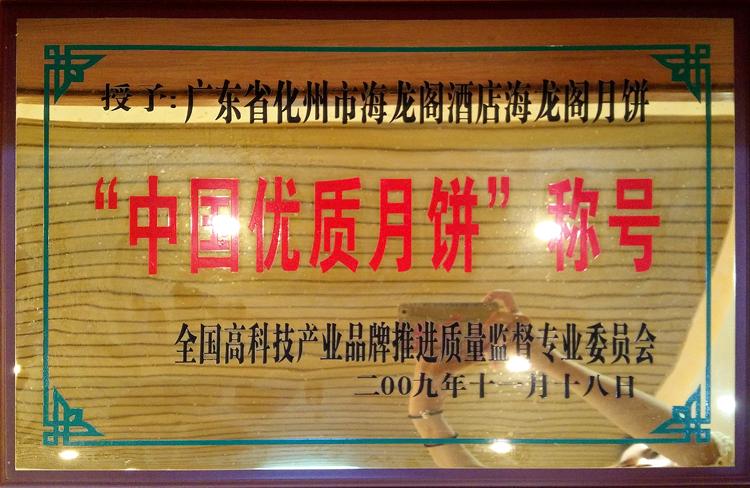 授予:广东省化州市海龙阁酒店海龙阁月饼
“中国优质月饼”称号
全国高科技产业品牌推进质量监督专业委员会
二00九年十一月十八日